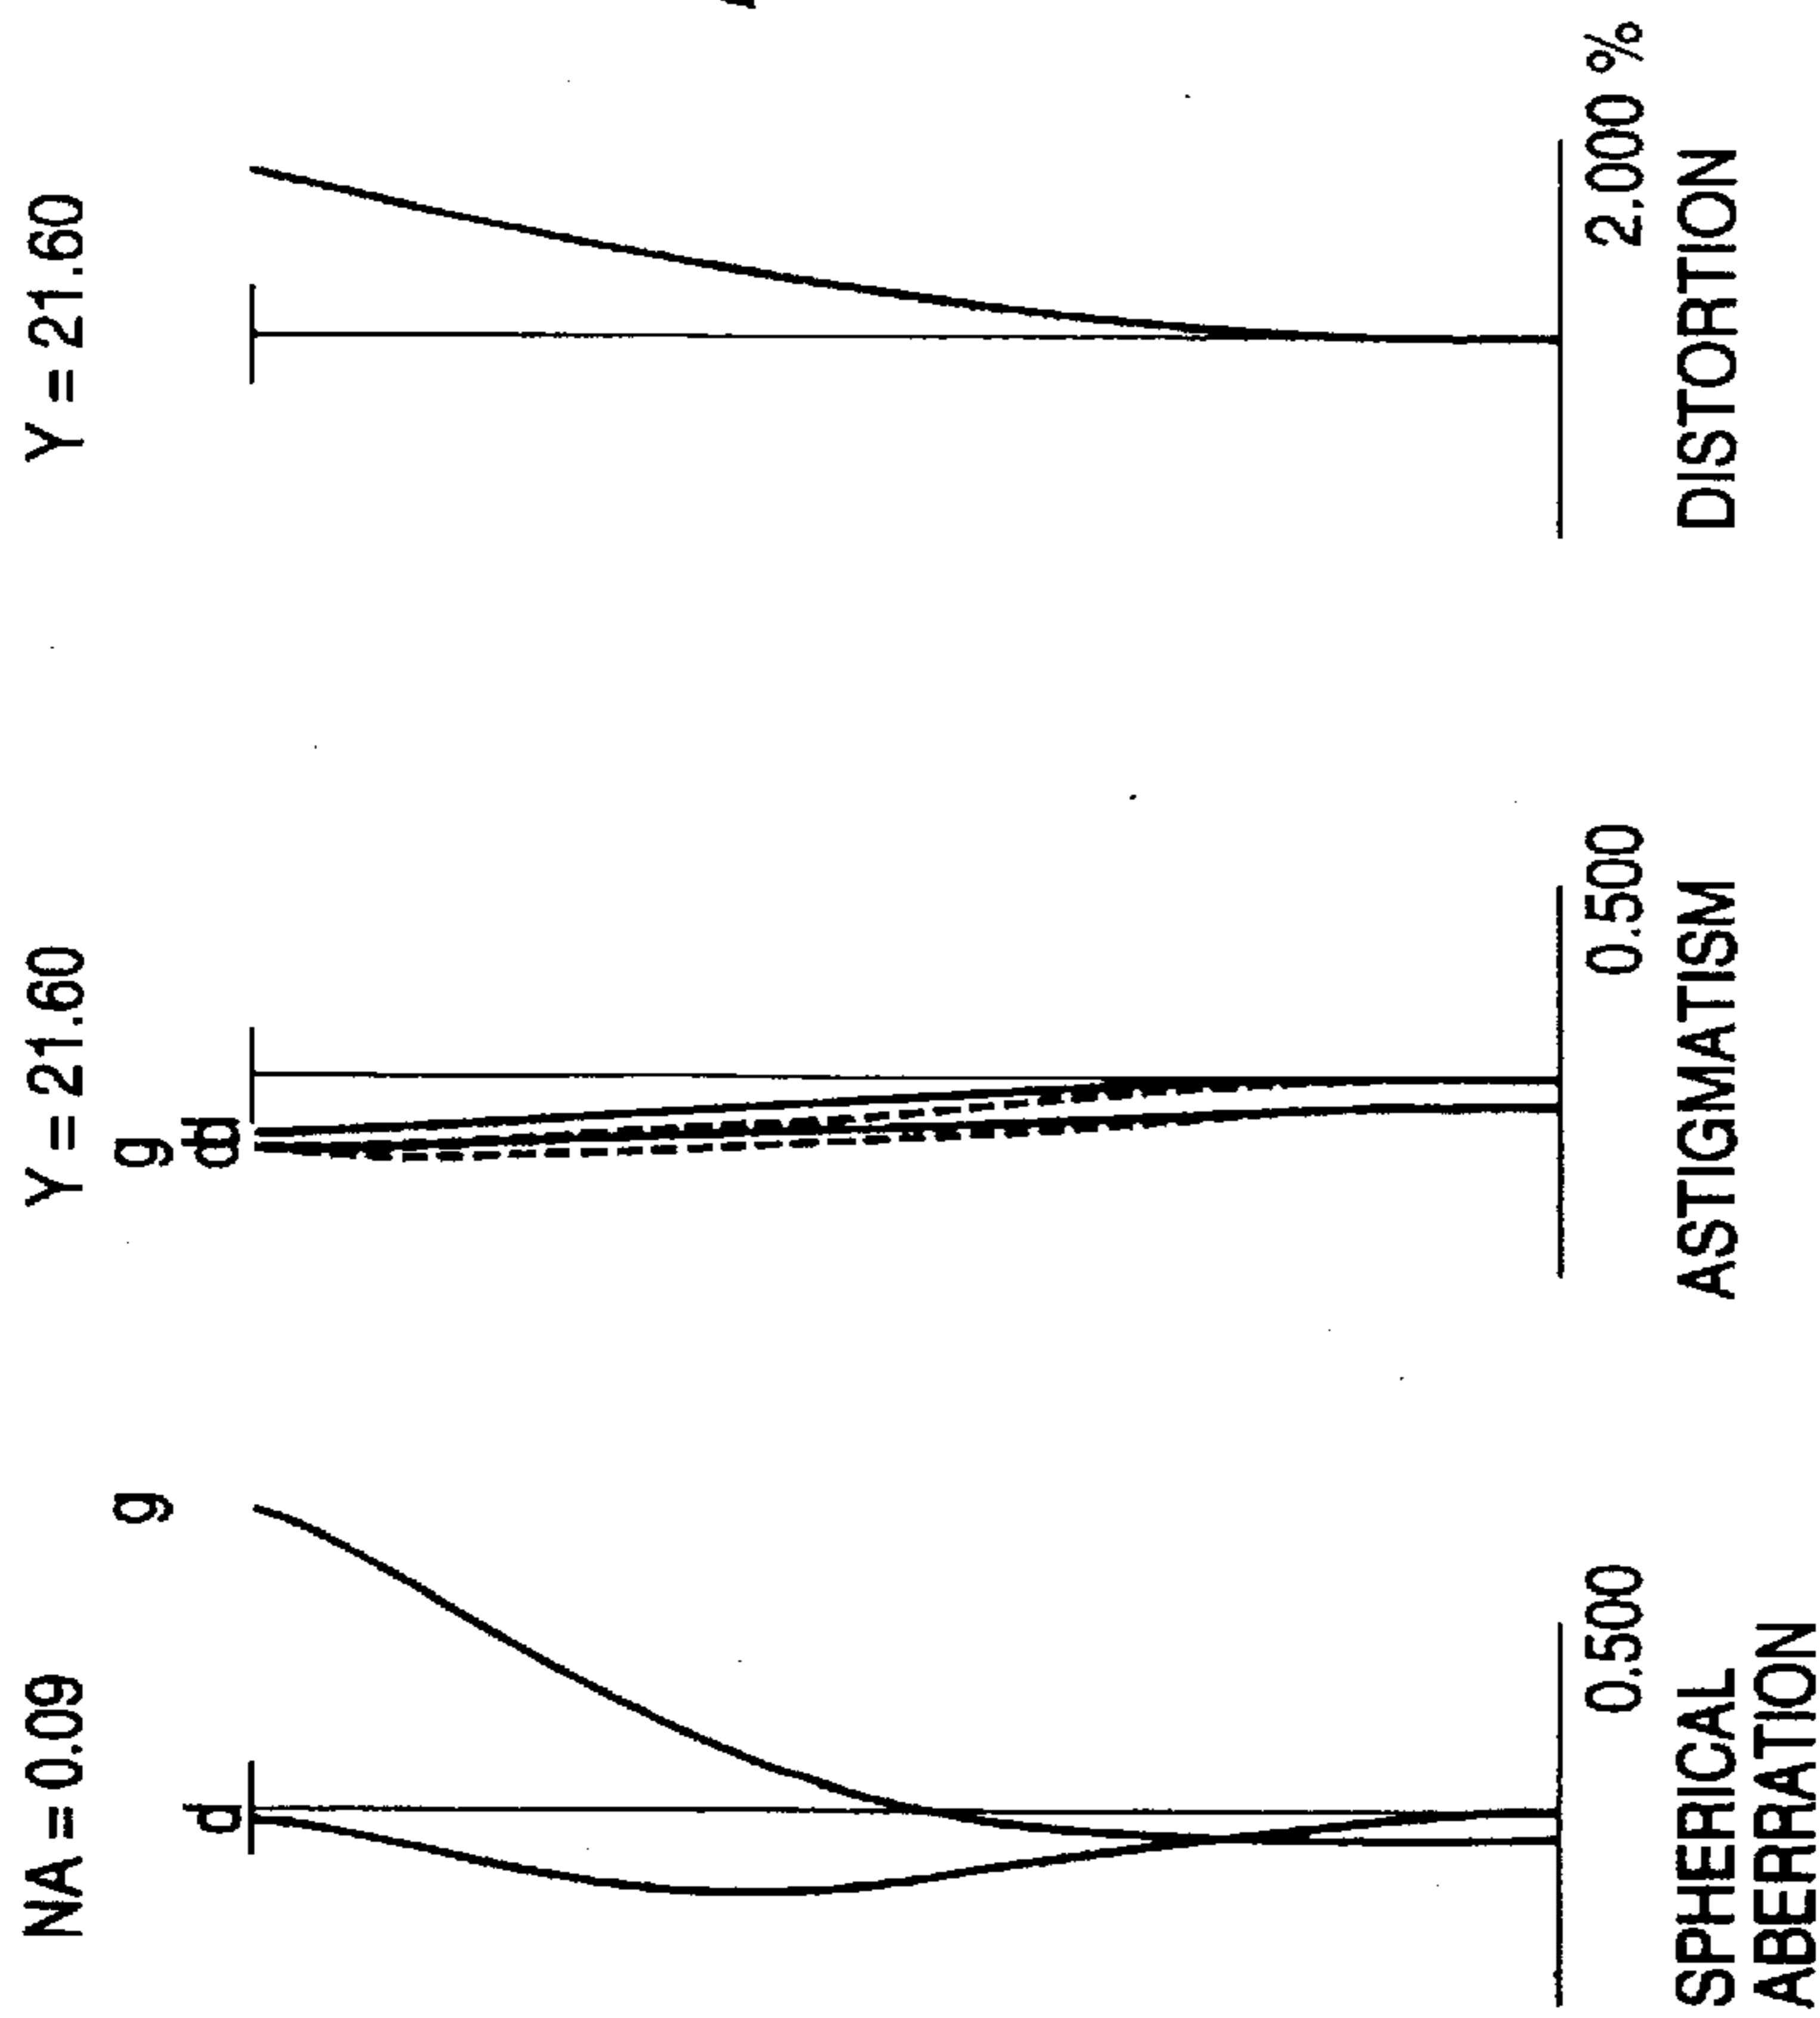 NA = 0.09
g
d
0.500
SPHERICAL
ABERRATION
Y = 21.60
g
d
d
0.500
ASTIGMATISM
Y = 21.60
2.000 %
DISTORTION